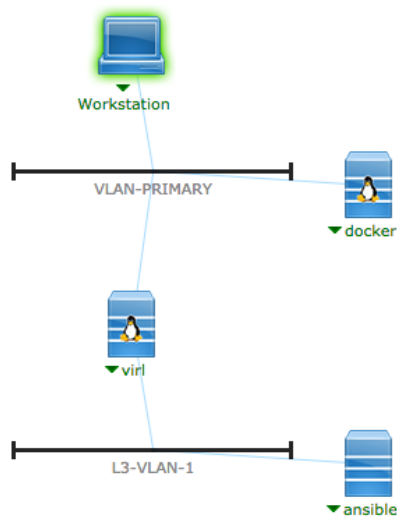 Workstation
VLAN-PRIMARY
docker
virl
L3-VLAN-1
ansible